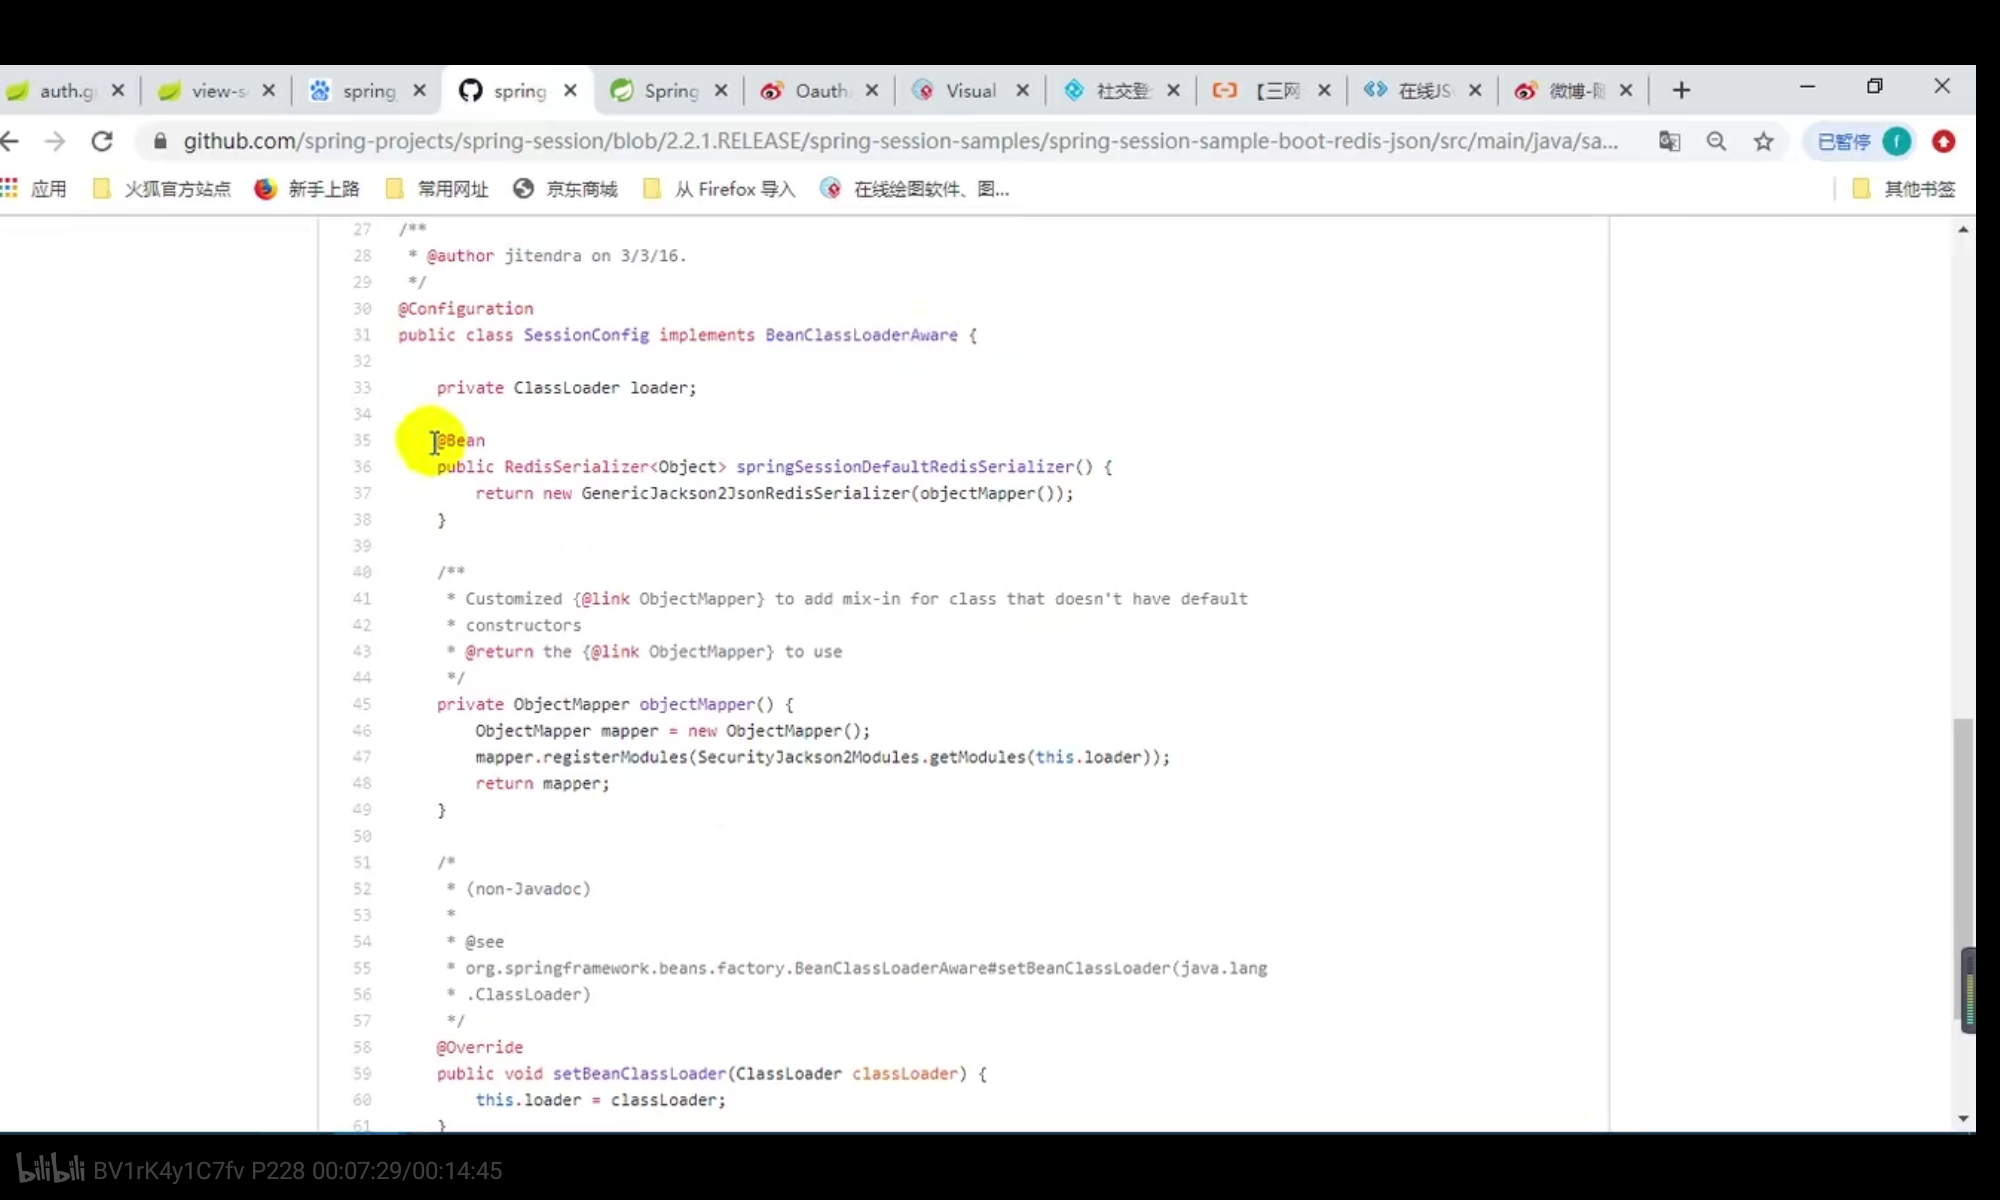 auth.g
view-s
spring
spring
Spring
Oauth
Visual
社交登
【三网
在线JS
微博-
github.com/spring-projects/spring-session/blob/2.2.1.RELEASE/spring-session-samples/spring-session-sample-boot-redis-json/src/main/java/sa...
已暂停 f
应用 火狐官方站点 新手上路 常用网址 京东商城 从 Firefox 导入 在线绘图软件、图... 其他书签
27 /**
28 * @author jitendra on 3/3/16.
29 */
30 @Configuration
31 public class SessionConfig implements BeanClassLoaderAware {
32
33 private ClassLoader loader;
34
35 @Bean
36 public RedisSerializer<Object> springSessionDefaultRedisSerializer() {
37 return new GenericJackson2JsonRedisSerializer(objectMapper());
38 }
39
40 /**
41 * Customized {@link ObjectMapper} to add mix-in for class that doesn't have default
42 * constructors
43 * @return the {@link ObjectMapper} to use
44 */
45 private ObjectMapper objectMapper() {
46 ObjectMapper mapper = new ObjectMapper();
47 mapper.registerModules(SecurityJackson2Modules.getModules(this.loader));
48 return mapper;
49 }
50
51 /*
52 * (non-Javadoc)
53 *
54 * @see
55 * org.springframework.beans.factory.BeanClassLoaderAware#setBeanClassLoader(java.lang
56 * .ClassLoader)
57 */
58 @Override
59 public void setBeanClassLoader(ClassLoader classLoader) {
60 this.loader = classLoader;
61 }
bilibili BV1rK4y1C7fv P228 00:07:29/00:14:45